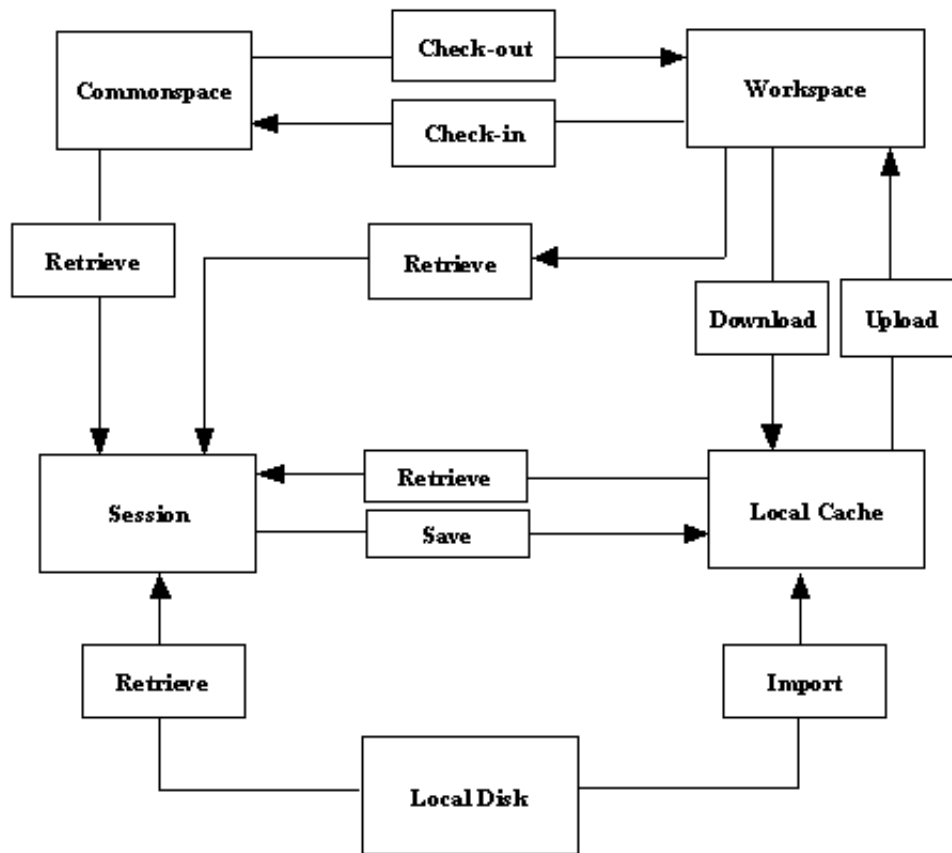 Check-out
Commonspace
Workspace
Check-in
Retrieve
Retrieve
Download
Upload
Retrieve
Session
Local Cache
Save
Retrieve
Import
Local Disk